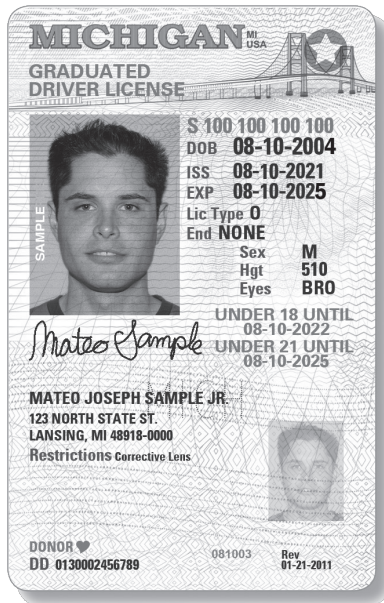 MICHIGAN MI USA
GRADUATED
DRIVER LICENSE
SAMPLE
S 100 100 100 100
DOB 08-10-2004
ISS 08-10-2021
EXP 08-10-2025
Lic Type O
End NONE
Sex M
Hgt 510
Eyes BRO
UNDER 18 UNTIL
08-10-2022
UNDER 21 UNTIL
08-10-2025
Mateo Sample
MICH
MATEO JOSEPH SAMPLE JR.
123 NORTH STATE ST.
LANSING, MI 48918-0000
Restrictions Corrective Lens
DONOR ♥
DD 0130002456789
081003
Rev
01-21-2011